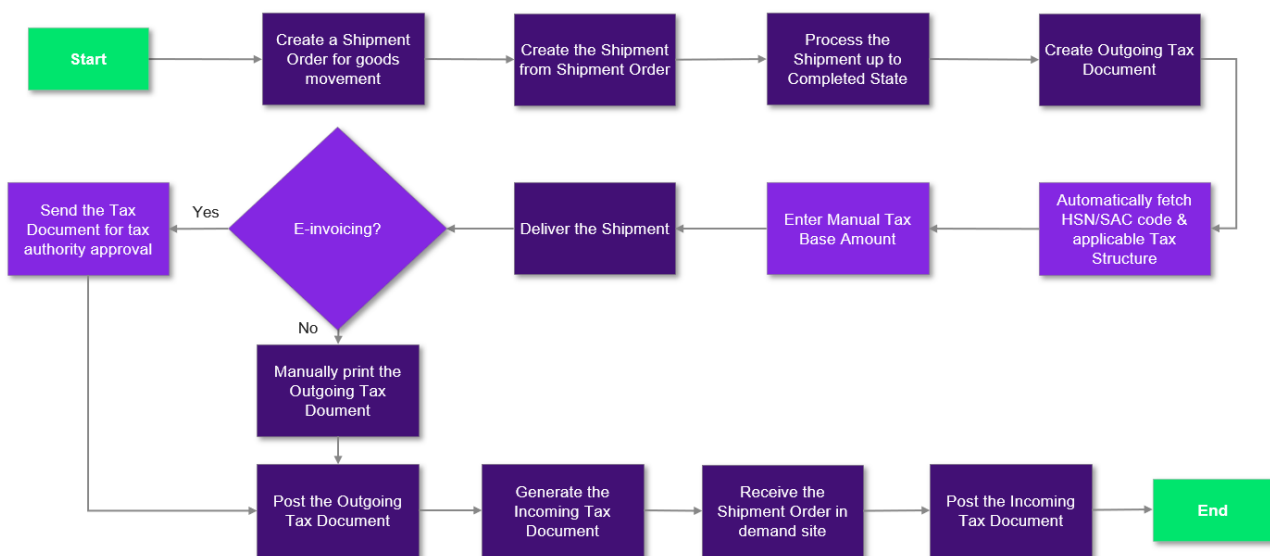 Start
Create a Shipment
Order for goods
movement
Create the Shipment
from Shipment Order
Process the
Shipment up to
Completed State
Create Outgoing Tax
Document
Automatically fetch
HSN/SAC code &
applicable Tax
Structure
Enter Manual Tax
Base Amount
Deliver the Shipment
E-invoicing?
Yes
Send the Tax
Document for tax
authority approval
No
Manually print the
Outgoing Tax
Doument
Post the Outgoing
Tax Document
Generate the
Incoming Tax
Document
Receive the
Shipment Order in
demand site
Post the Incoming
Tax Document
End